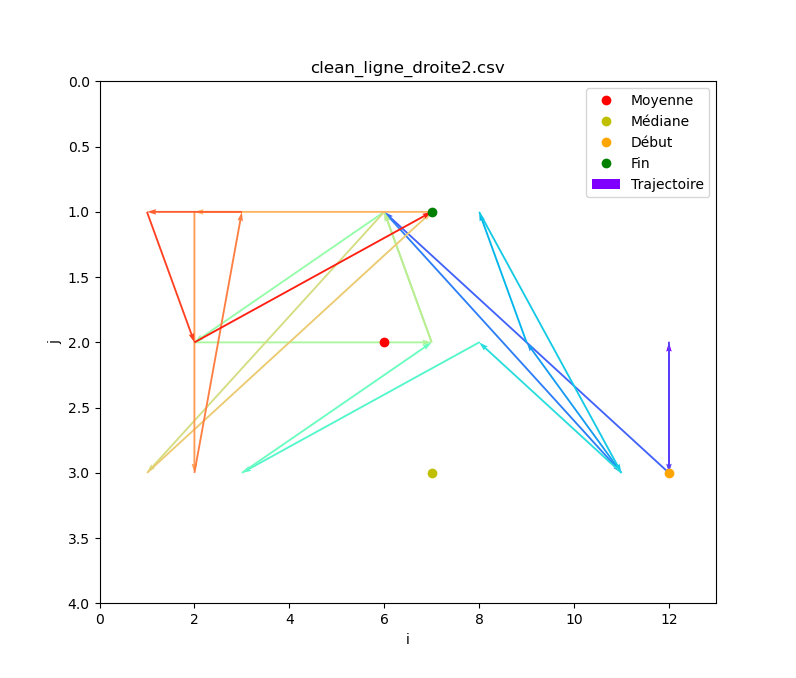 clean_ligne_droite2.csv
Moyenne
Médiane
Début
Fin
Trajectoire
0.0
0.5
1.0
1.5
2.0
2.5
3.0
3.5
4.0
j
0 2 4 6 8 10 12
i